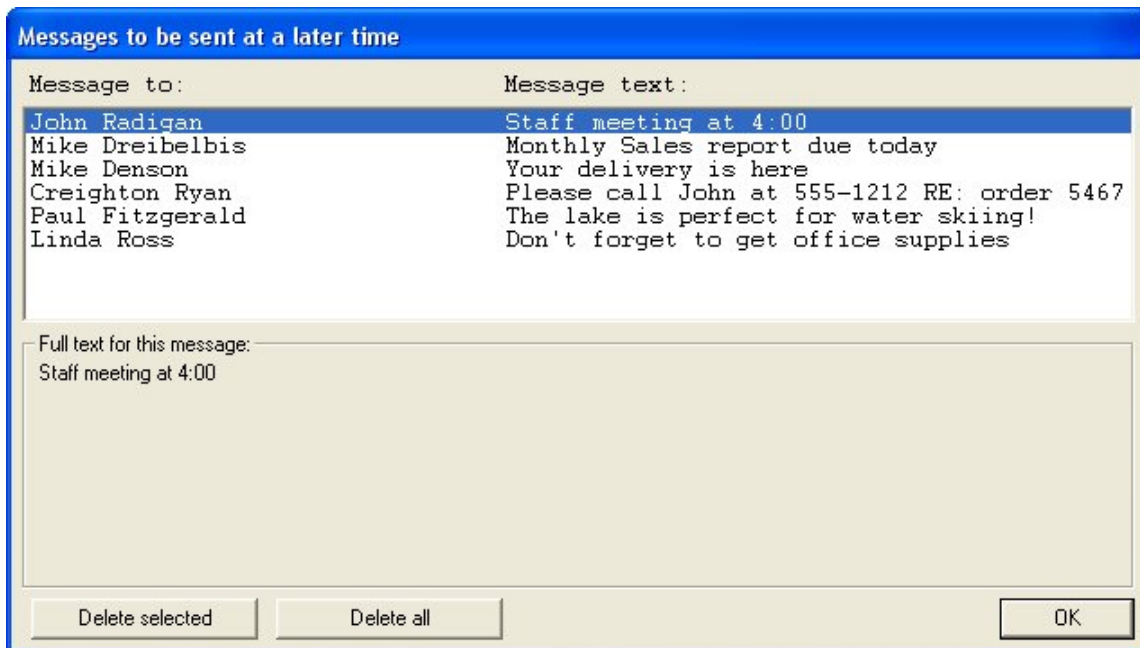 Messages to be sent at a later time
Message to: Message text:
John Radigan Staff meeting at 4:00
Mike Dreibelbis Monthly Sales report due today
Mike Denson Your delivery is here
Creighton Ryan Please call John at 555-1212 RE: order 5467
Paul Fitzgerald The lake is perfect for water skiing!
Linda Ross Don't forget to get office supplies
Full text for this message:
Staff meeting at 4:00
Delete selected Delete all OK